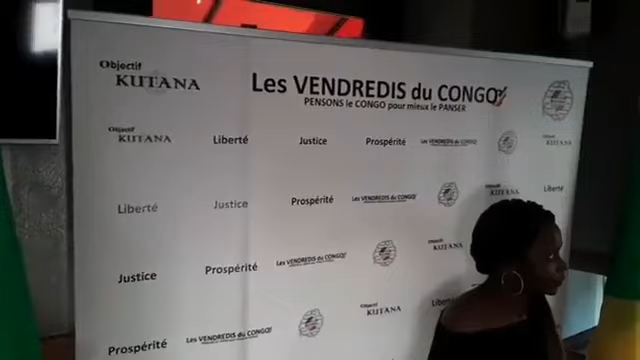 Objectif
KUTANA
Les VENDREDIS du CONGO
PENSONS le CONGO pour mieux le PANSER
Objectif
KUTANA
Liberté
Justice
Prospérité
Les VENDREDIS du CONGO
Objectif
KUTANA
Liberté
Justice
Prospérité
Les VENDREDIS du CONGO
Objectif
KUTANA
Liberté
Justice
Prospérité
Les VENDREDIS du CONGO
Objectif
KUTANA
Prospérité
Les VENDREDIS du CONGO
Objectif
KUTANA